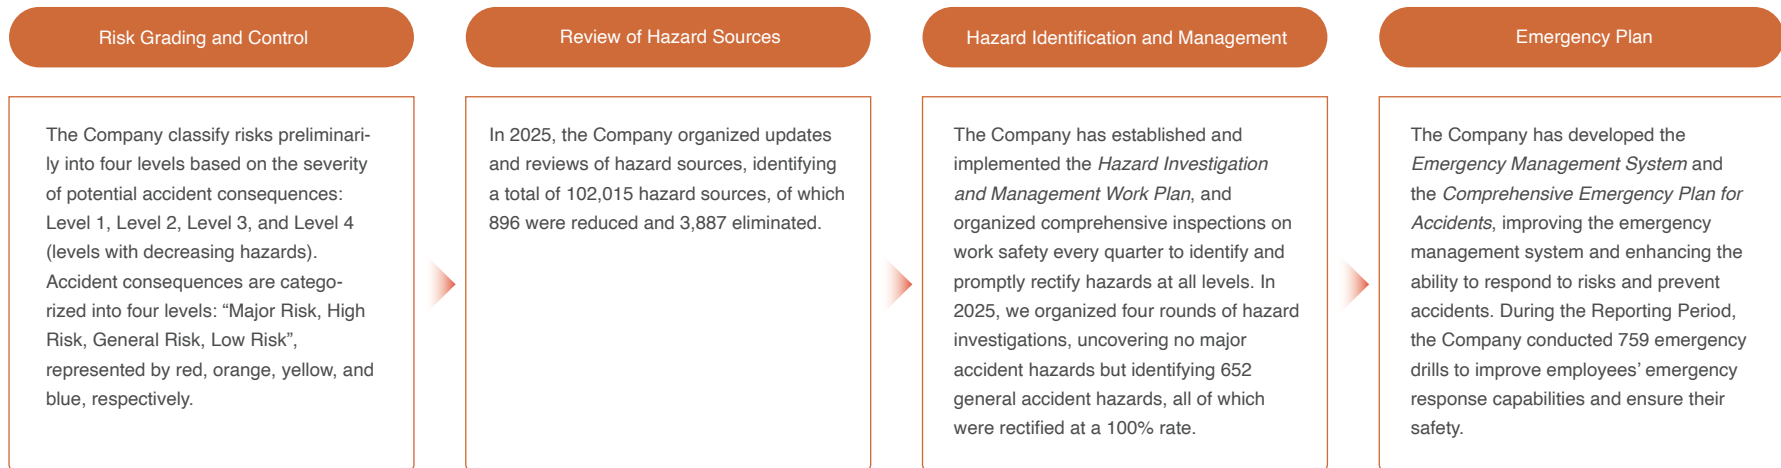 Risk Grading and Control
The Company classify risks preliminari-
ly into four levels based on the severity
of potential accident consequences:
Level 1, Level 2, Level 3, and Level 4
(levels with decreasing hazards).
Accident consequences are catego-
rized into four levels: “Major Risk, High
Risk, General Risk, Low Risk”,
represented by red, orange, yellow, and
blue, respectively.
Review of Hazard Sources
In 2025, the Company organized updates
and reviews of hazard sources, identifying
a total of 102,015 hazard sources, of which
896 were reduced and 3,887 eliminated.
Hazard Identification and Management
The Company has established and
implemented the Hazard Investigation
and Management Work Plan, and
organized comprehensive inspections on
work safety every quarter to identify and
promptly rectify hazards at all levels. In
2025, we organized four rounds of hazard
investigations, uncovering no major
accident hazards but identifying 652
general accident hazards, all of which
were rectified at a 100% rate.
Emergency Plan
The Company has developed the
Emergency Management System and
the Comprehensive Emergency Plan for
Accidents, improving the emergency
management system and enhancing the
ability to respond to risks and prevent
accidents. During the Reporting Period,
the Company conducted 759 emergency
drills to improve employees’ emergency
response capabilities and ensure their
safety.